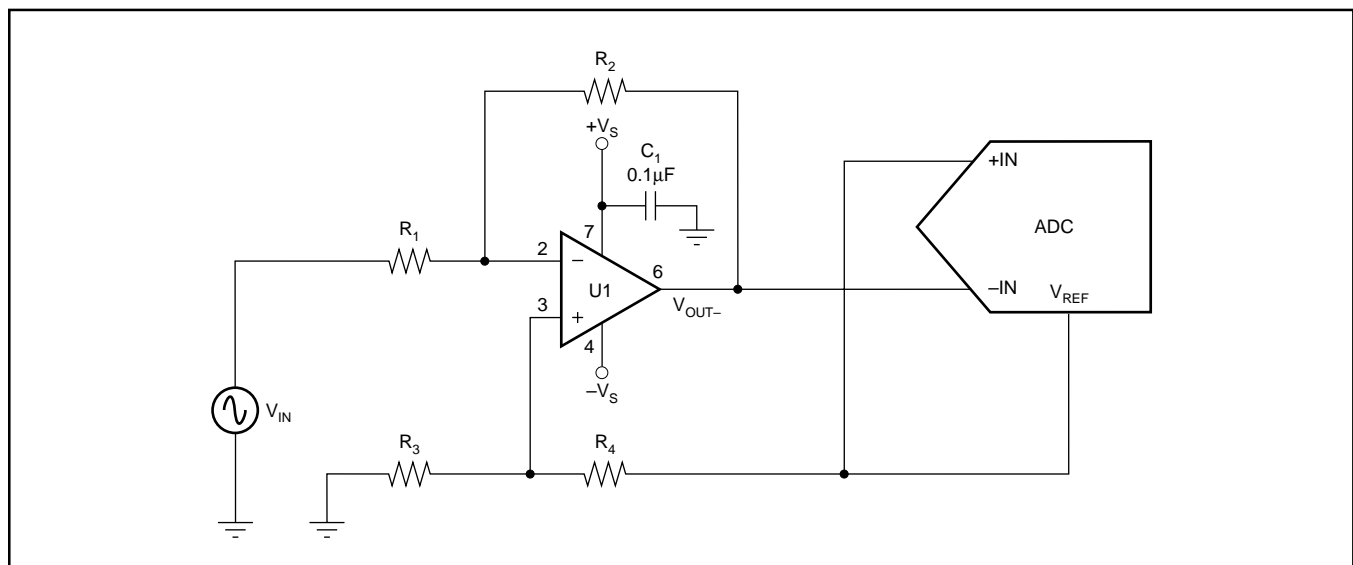 R2
+VS
C1
0.1µF
+IN
ADC
R1
7
2
–
6
U1
–IN
VREF
3
+
VOUT–
4
–VS
VIN
R3
R4